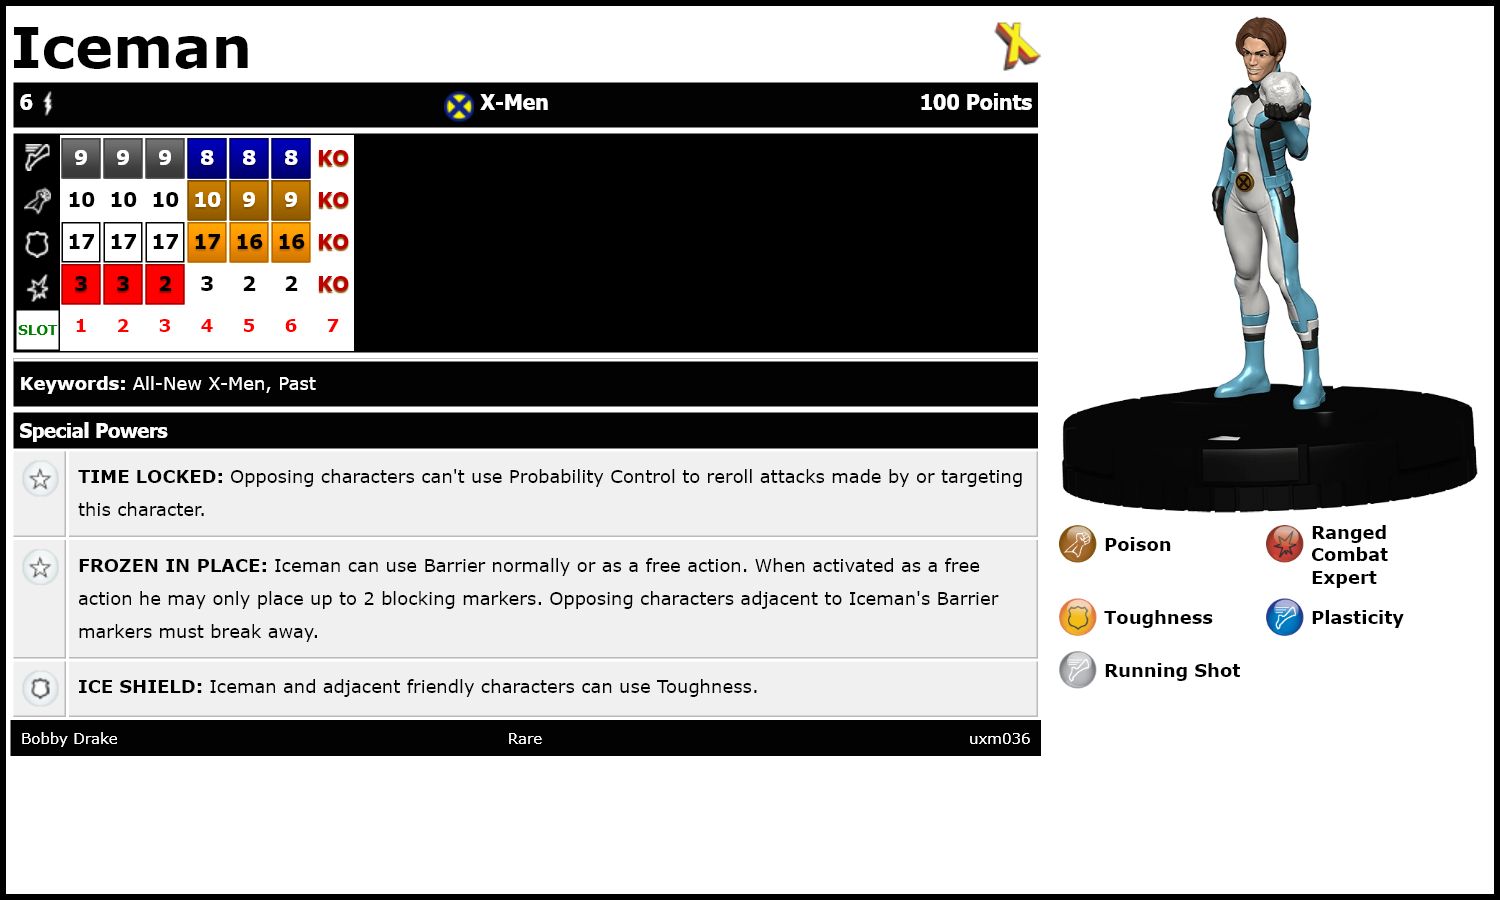 Iceman
6 X-Men 100 Points
9 9 9 8 8 8 KO
10 10 10 10 9 9 KO
17 17 17 17 16 16 KO
3 3 2 3 2 2 KO
SLOT 1 2 3 4 5 6 7
Keywords: All-New X-Men, Past
Special Powers
TIME LOCKED: Opposing characters can't use Probability Control to reroll attacks made by or targeting
this character.
FROZEN IN PLACE: Iceman can use Barrier normally or as a free action. When activated as a free
action he may only place up to 2 blocking markers. Opposing characters adjacent to Iceman's Barrier
markers must break away.
ICE SHIELD: Iceman and adjacent friendly characters can use Toughness.
Bobby Drake Rare uxm036
Poison
Ranged
Combat
Expert
Toughness
Plasticity
Running Shot